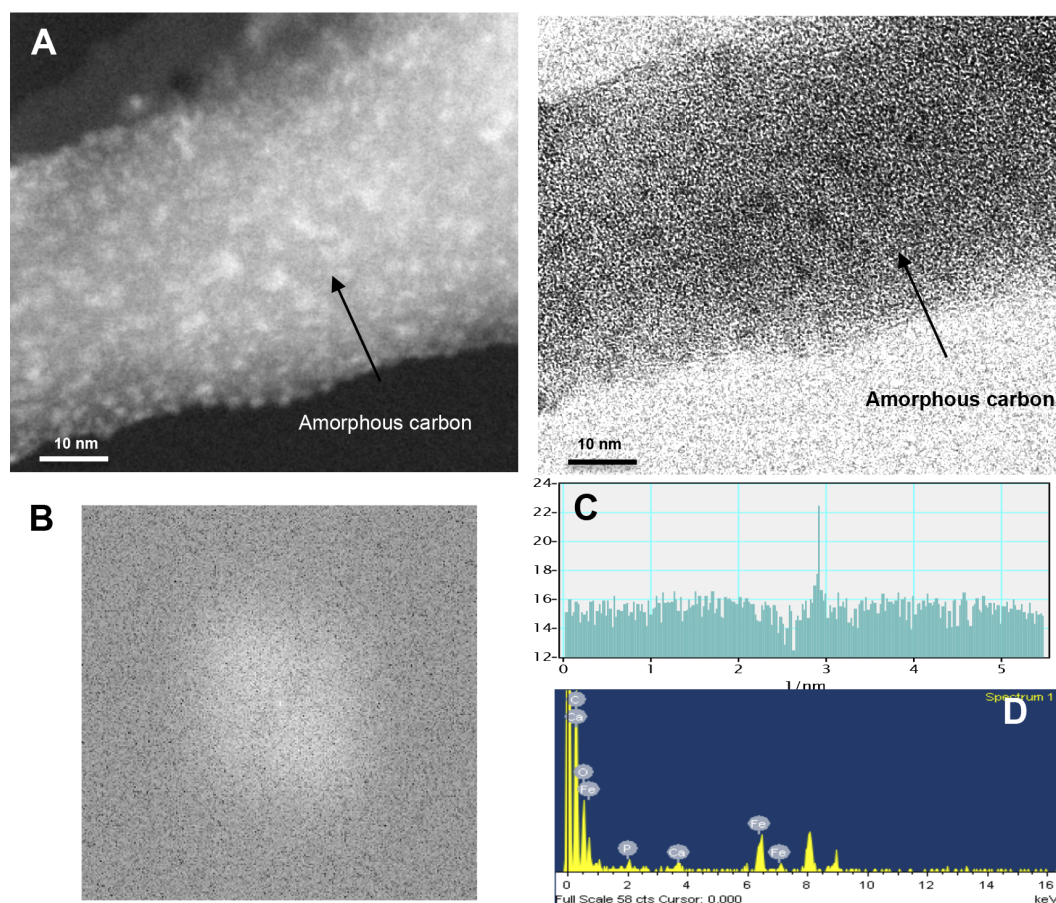 A
Amorphous carbon
10 nm
Amorphous carbon
10 nm
B
C
24
22
20
18
16
14
12
0 1 2 3 4 5
1/nm
D
Spectrum 1
C
Ca
O
Fe
P
Ca
Fe
Fe
0 2 4 6 8 10 12 14 16
Full Scale 58 cts Cursor: 0.000
keV